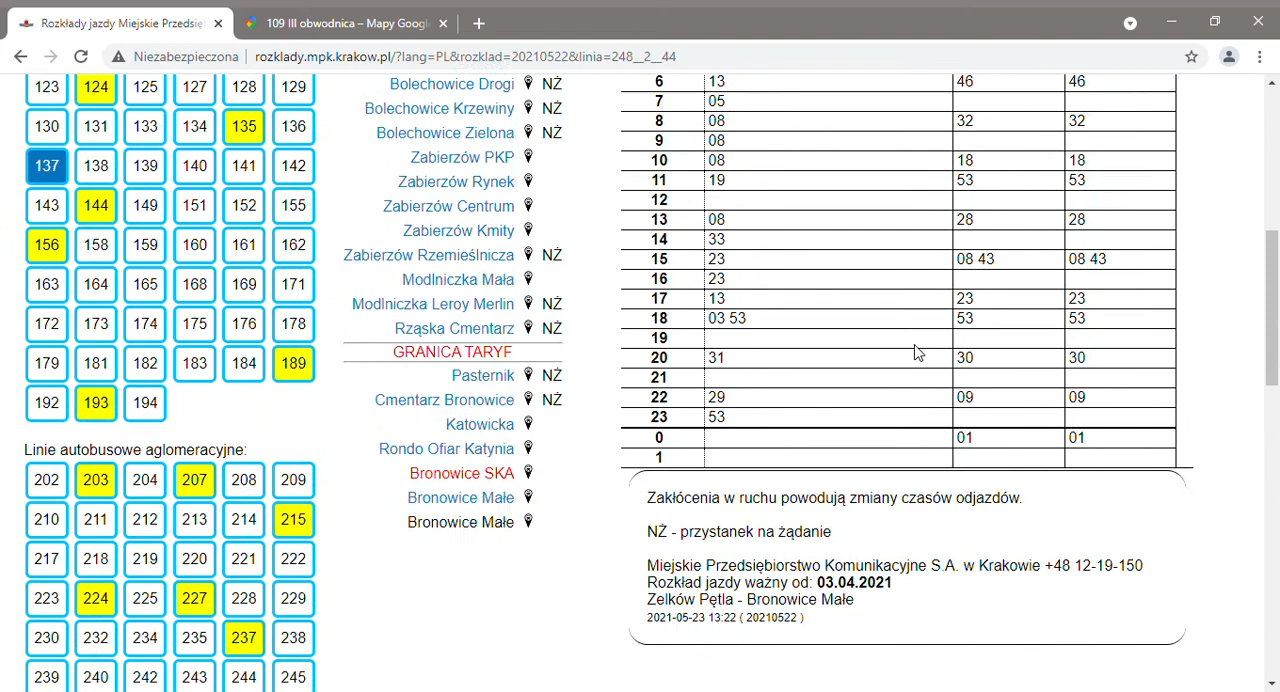 Rozkłady jazdy Miejskie Przedsię
109 III obwodnica – Mapy Googl
Niezabezpieczona
rozklady.mpk.krakow.pl/?lang=PL&rozklad=20210522&linia=248__2__44
123 124 125 127 128 129
130 131 133 134 135 136
137 138 139 140 141 142
143 144 149 151 152 155
156 158 159 160 161 162
163 164 165 168 169 171
172 173 174 175 176 178
179 181 182 183 184 189
192 193 194
Linie autobusowe aglomeracyjne:
202 203 204 207 208 209
210 211 212 213 214 215
217 218 219 220 221 222
223 224 225 227 228 229
230 232 234 235 237 238
239 240 242 243 244 245
Bolechowice Drogi NŻ
Bolechowice Krzewiny NŻ
Bolechowice Zielona NŻ
Zabierzów PKP
Zabierzów Rynek
Zabierzów Centrum
Zabierzów Kmity
Zabierzów Rzemieślnicza NŻ
Modlniczka Mała
Modlniczka Leroy Merlin NŻ
Rząska Cmentarz NŻ
GRANICA TARYF
Pasternik NŻ
Cmentarz Bronowice NŻ
Katowicka
Rondo Ofiar Katynia
Bronowice SKA
Bronowice Małe
Bronowice Małe
6 13 46 46
7 05
8 08 32 32
9 08
10 08 18 18
11 19 53 53
12
13 08 28 28
14 33
15 23 08 43 08 43
16 23
17 13 23 23
18 03 53 53 53
19
20 31 30 30
21
22 29 09 09
23 53
0 01 01
1
Zakłócenia w ruchu powodują zmiany czasów odjazdów.
NŻ - przystanek na żądanie
Miejskie Przedsiębiorstwo Komunikacyjne S.A. w Krakowie +48 12-19-150
Rozkład jazdy ważny od: 03.04.2021
Zelków Pętla - Bronowice Małe
2021-05-23 13:22 ( 20210522 )